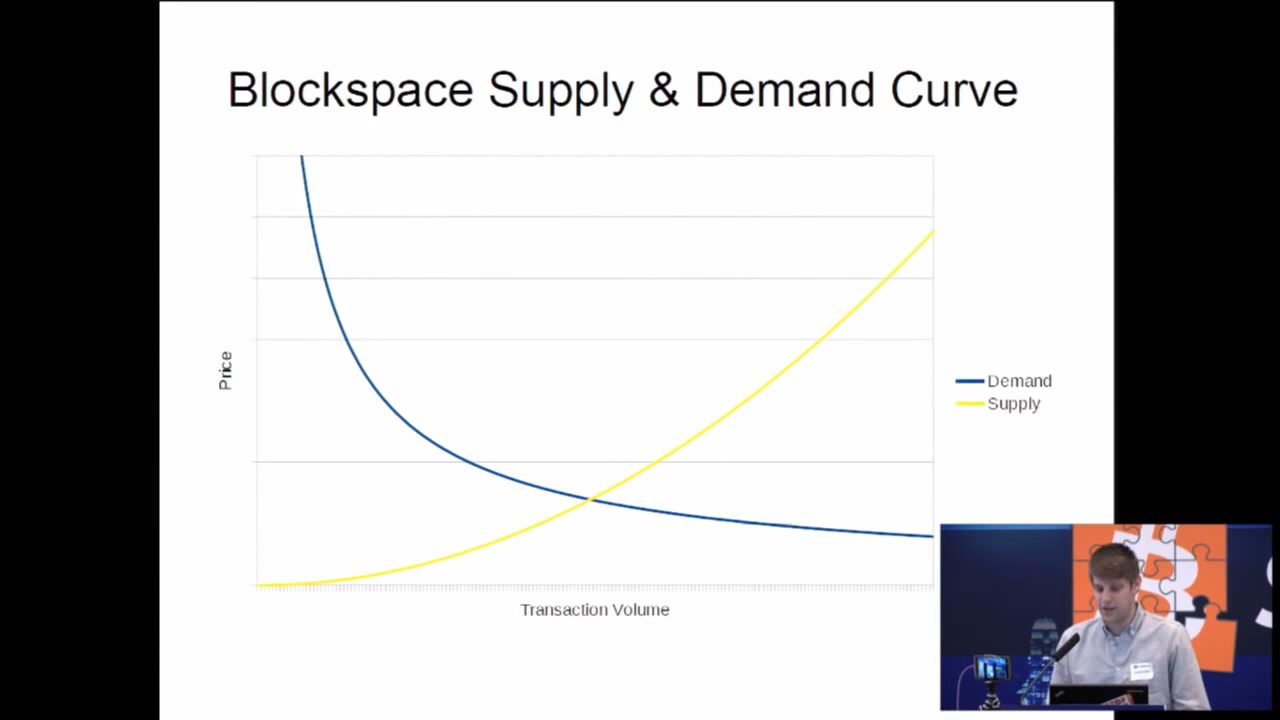 Blockspace Supply & Demand Curve
Price
Demand
Supply
Transaction Volume